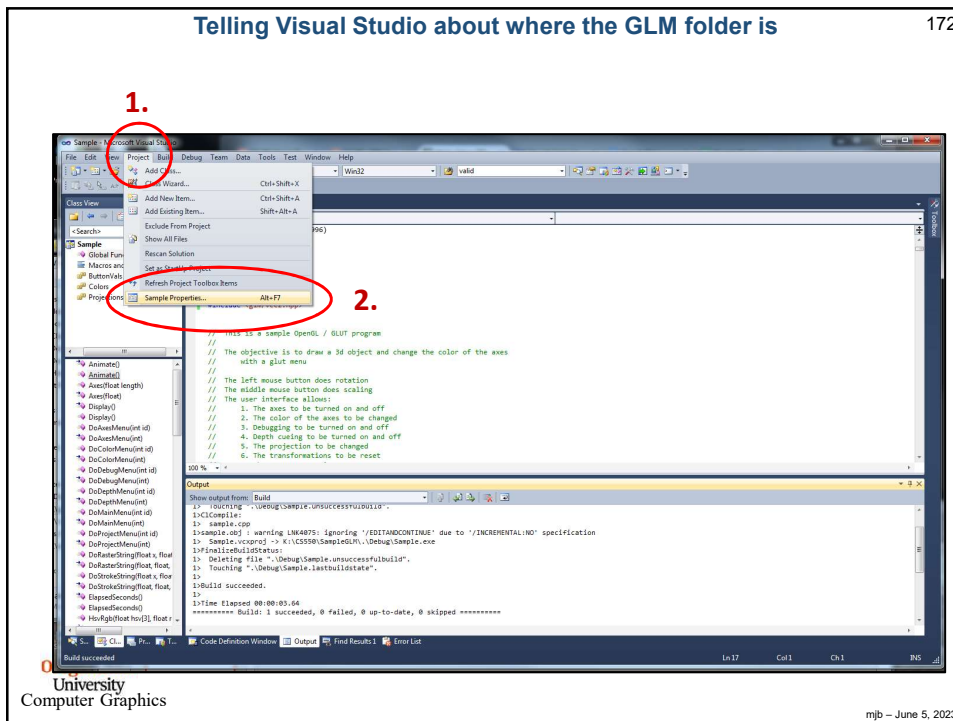 Telling Visual Studio about where the GLM folder is
172
1.
Sample - Microsoft Visual Studio
File Edit View Project Build Debug Team Data Tools Test Window Help
Add Class...
Win32
valid
Class Wizard... Ctrl+Shift+X
Add New Item... Ctrl+Shift+A
Add Existing Item... Shift+Alt+A
Exclude From Project
Show All Files
Rescan Solution
Set as StartUp Project
Refresh Project Toolbox Items
Sample Properties... Alt+F7
2.
Class View
<Search>
Sample
Global Fun
Macros and
ButtonVals
Colors
Projections
Toolbox
996)
// This is a sample OpenGL / GLUT program
//
// The objective is to draw a 3d object and change the color of the axes
// with a glut menu
//
// The left mouse button does rotation
// The middle mouse button does scaling
// The user interface allows:
// 1. The axes to be turned on and off
// 2. The color of the axes to be changed
// 3. Debugging to be turned on and off
// 4. Depth cueing to be turned on and off
// 5. The projection to be changed
// 6. The transformations to be reset
100 %
Animate()
Animate()
Axes(float length)
Axes(float)
Display()
Display()
DoAxesMenu(int id)
DoAxesMenu(int)
DoColorMenu(int id)
DoColorMenu(int)
DoDebugMenu(int)
DoDebugMenu(int id)
DoDepthMenu(int id)
DoDepthMenu(int)
DoMainMenu(int id)
DoMainMenu(int)
DoProjectMenu(int id)
DoProjectMenu(int)
DoRasterString(float x, float
DoRasterString(float, float,
DoStrokeString(float x, floa
DoStrokeString(float, float,
ElapsedSeconds()
ElapsedSeconds()
HsvRgb(float hsv[3], float r
Output
Show output from: Build
1> Touching ".\Debug\Sample.unsuccessfulbuild".
1>ClCompile:
1> sample.cpp
1>sample.obj : warning LNK4075: ignoring '/EDITANDCONTINUE' due to '/INCREMENTAL:NO' specification
1> Sample.vcxproj -> K:\CS550\SampleGLM\.\Debug\Sample.exe
1>FinalizeBuildStatus:
1> Deleting file ".\Debug\Sample.unsuccessfulbuild".
1> Touching ".\Debug\Sample.lastbuildstate".
1>
1>Build succeeded.
1>
1>Time Elapsed 00:00:03.64
========== Build: 1 succeeded, 0 failed, 0 up-to-date, 0 skipped ==========
S... Cl... Pr... T... Code Definition Window Output Find Results 1 Error List
Build succeeded
Ln 17 Col 1 Ch 1 INS
University
Computer Graphics
mjb – June 5, 2023